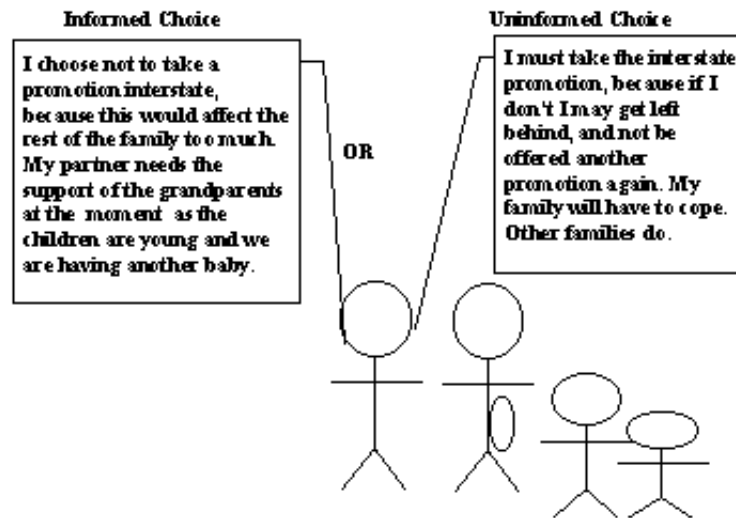 Informed Choice
I choose not to take a
promotion interstate,
because this would affect the
rest of the family too much.
My partner needs the
support of the grandparents
at the moment as the
children are young and we
are having another baby.
OR
Uninformed Choice
I must take the interstate
promotion, because if I
don't I may get left
behind, and not be
offered another
promotion again. My
family will have to cope.
Other families do.